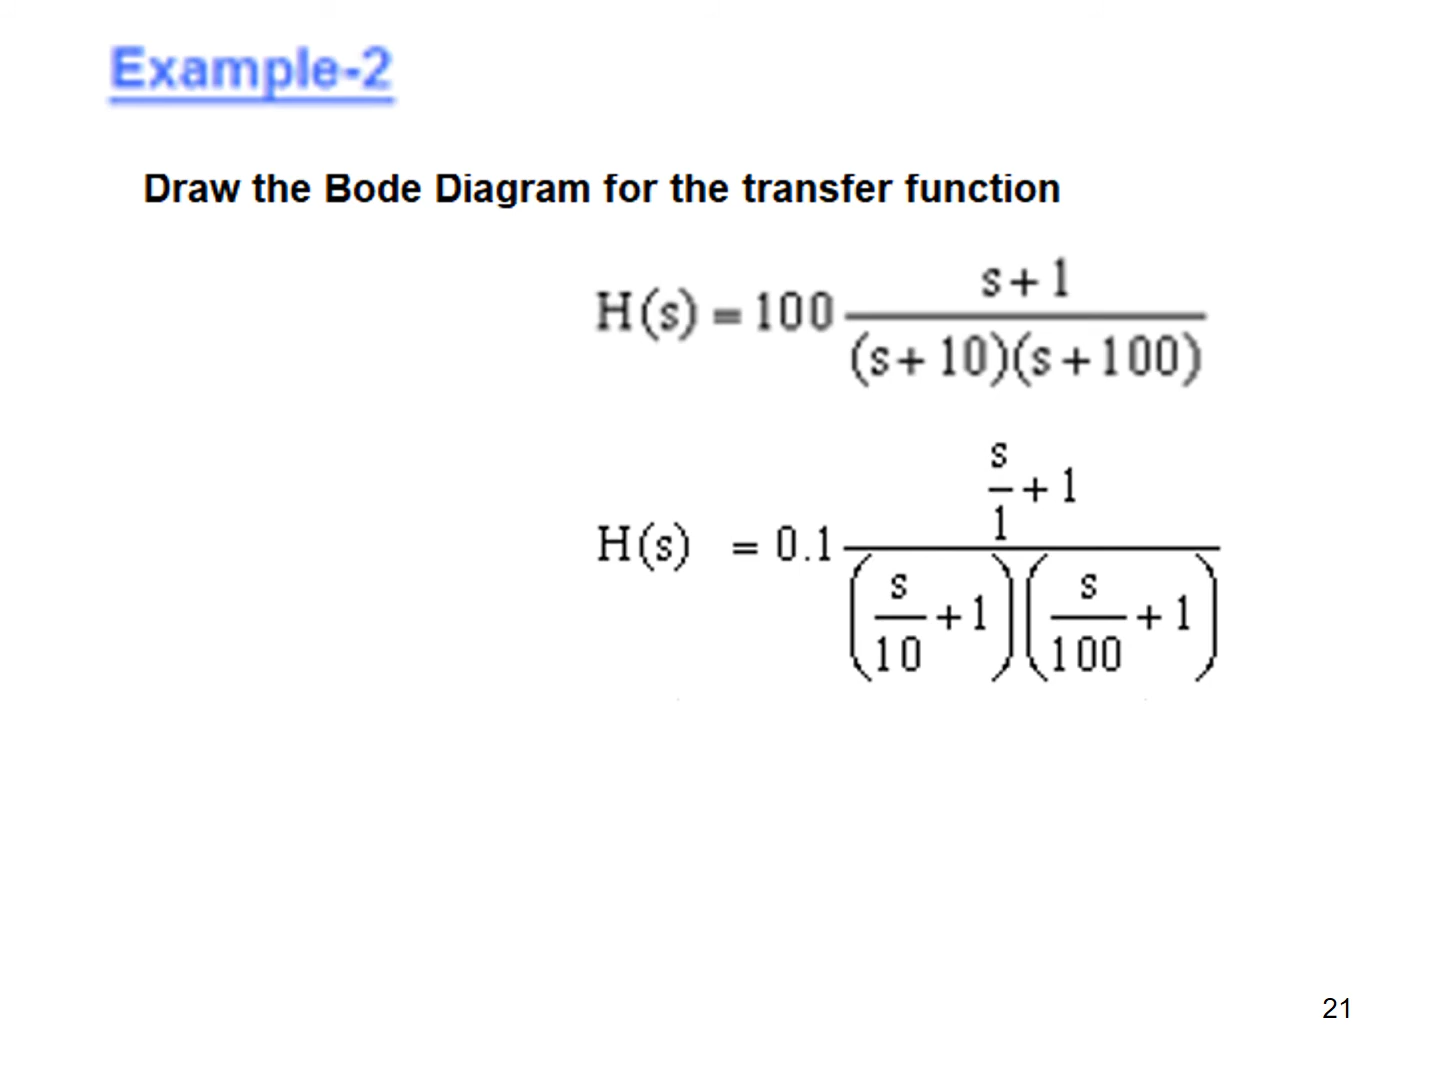 Example-2
Draw the Bode Diagram for the transfer function
H(s) = 100 (s+1) / ((s+10)(s+100))
H(s) = 0.1 (s/1 + 1) / ((s/10 + 1)(s/100 + 1))
21